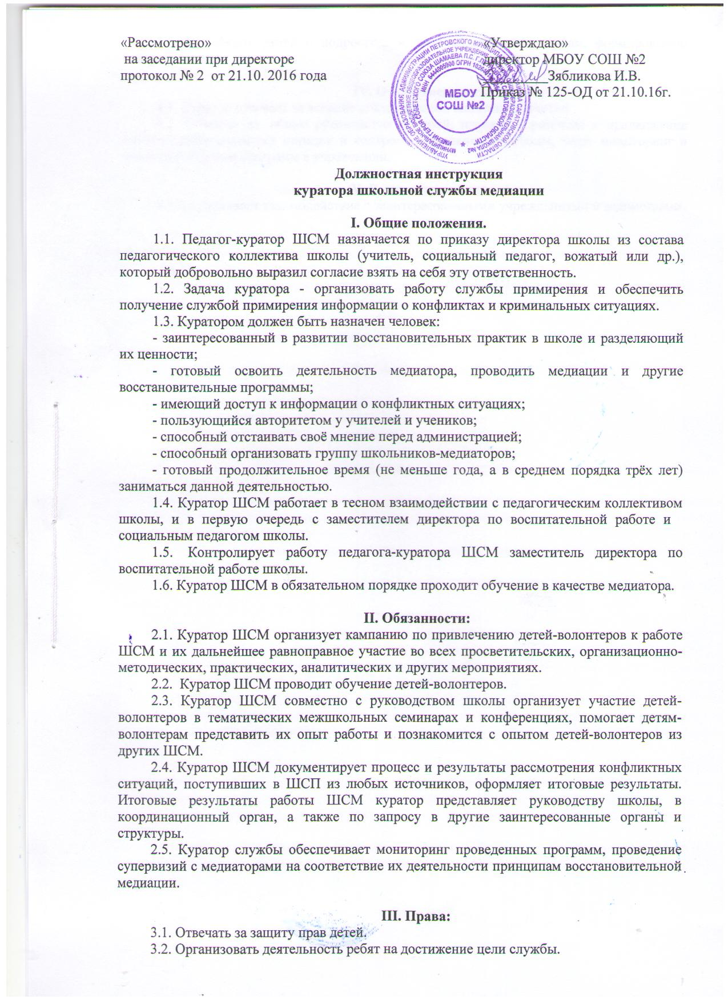 «Рассмотрено»
на заседании при директоре
протокол № 2 от 21.10. 2016 года
«Утверждаю»
директор МБОУ СОШ №2
Зябликова И.В.
Приказ № 125-ОД от 21.10.16г.
МБОУ
СОШ №2
Должностная инструкция
куратора школьной службы медиации
I. Общие положения.
1.1. Педагог-куратор ШСМ назначается по приказу директора школы из состава
педагогического коллектива школы (учитель, социальный педагог, вожатый или др.),
который добровольно выразил согласие взять на себя эту ответственность.
1.2. Задача куратора - организовать работу службы примирения и обеспечить
получение службой примирения информации о конфликтах и криминальных ситуациях.
1.3. Куратором должен быть назначен человек:
- заинтересованный в развитии восстановительных практик в школе и разделяющий
их ценности;
- готовый освоить деятельность медиатора, проводить медиации и другие
восстановительные программы;
- имеющий доступ к информации о конфликтных ситуациях;
- пользующийся авторитетом у учителей и учеников;
- способный отстаивать своё мнение перед администрацией;
- способный организовать группу школьников-медиаторов;
- готовый продолжительное время (не меньше года, а в среднем порядка трёх лет)
заниматься данной деятельностью.
1.4. Куратор ШСМ работает в тесном взаимодействии с педагогическим коллективом
школы, и в первую очередь с заместителем директора по воспитательной работе и
социальным педагогом школы.
1.5. Контролирует работу педагога-куратора ШСМ заместитель директора по
воспитательной работе школы.
1.6. Куратор ШСМ в обязательном порядке проходит обучение в качестве медиатора.
II. Обязанности:
2.1. Куратор ШСМ организует кампанию по привлечению детей-волонтеров к работе
ШСМ и их дальнейшее равноправное участие во всех просветительских, организационно-
методических, практических, аналитических и других мероприятиях.
2.2. Куратор ШСМ проводит обучение детей-волонтеров.
2.3. Куратор ШСМ совместно с руководством школы организует участие детей-
волонтеров в тематических межшкольных семинарах и конференциях, помогает детям-
волонтерам представить их опыт работы и познакомится с опытом детей-волонтеров из
других ШСМ.
2.4. Куратор ШСМ документирует процесс и результаты рассмотрения конфликтных
ситуаций, поступивших в ШСП из любых источников, оформляет итоговые результаты.
Итоговые результаты работы ШСМ куратор представляет руководству школы, в
координационный орган, а также по запросу в другие заинтересованные органы и
структуры.
2.5. Куратор службы обеспечивает мониторинг проведенных программ, проведение
супервизий с медиаторами на соответствие их деятельности принципам восстановительной
медиации.
III. Права:
3.1. Отвечать за защиту прав детей.
3.2. Организовать деятельность ребят на достижение цели службы.